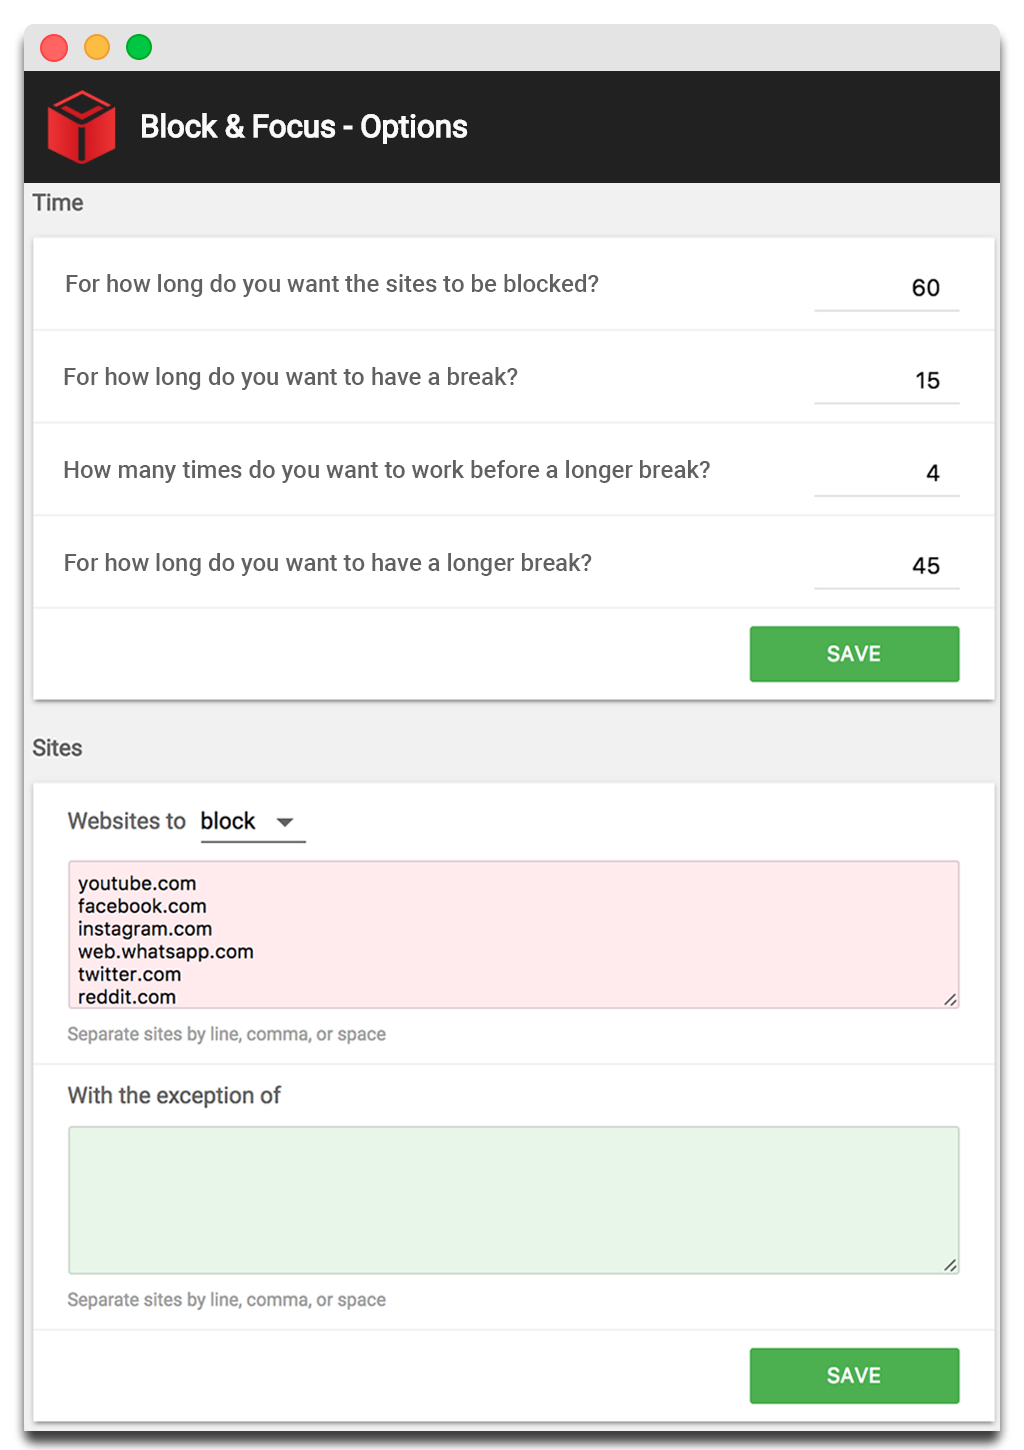 Block & Focus - Options
Time
For how long do you want the sites to be blocked?
60
For how long do you want to have a break?
15
How many times do you want to work before a longer break?
4
For how long do you want to have a longer break?
45
SAVE
Sites
Websites to block
youtube.com
facebook.com
instagram.com
web.whatsapp.com
twitter.com
reddit.com
Separate sites by line, comma, or space
With the exception of
Separate sites by line, comma, or space
SAVE